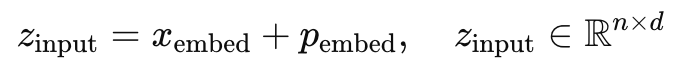 z_input = x_embed + p_embed, z_input ∈ ℝ^{n×d}